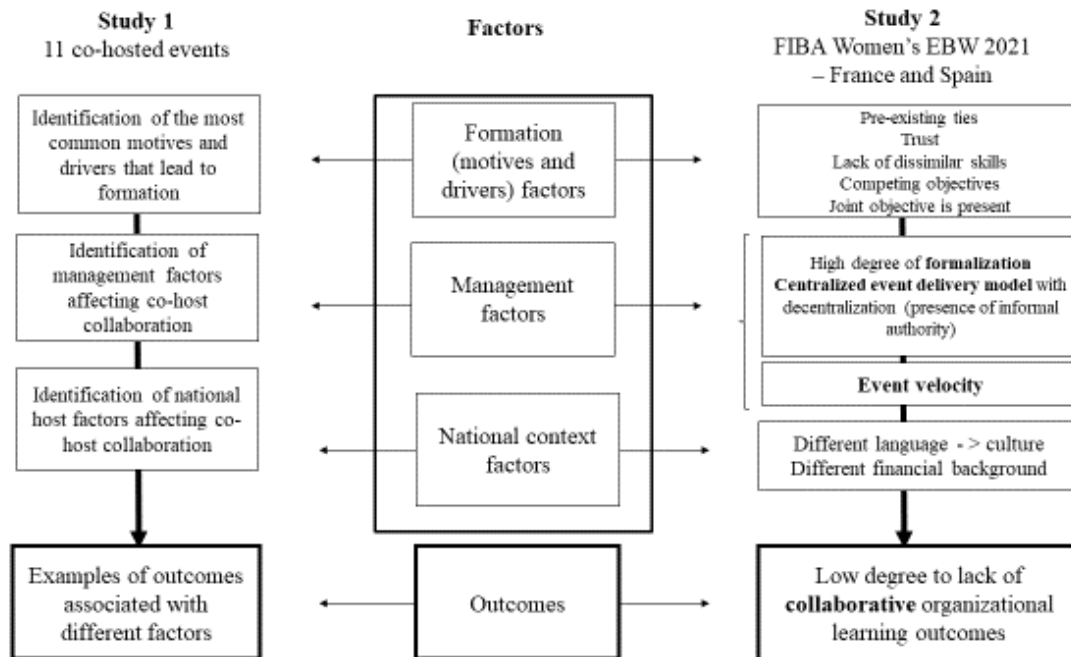 Study 1
11 co-hosted events
Identification of the most
common motives and
drivers that lead to
formation
Identification of
management factors
affecting co-host
collaboration
Identification of national
host factors affecting co-
host collaboration
Examples of outcomes
associated with
different factors
Factors
Formation
(motives and
drivers) factors
Management
factors
National context
factors
Outcomes
Study 2
FIBA Women's EBW 2021
– France and Spain
Pre-existing ties
Trust
Lack of dissimilar skills
Competing objectives
Joint objective is present
High degree of formalization
Centralized event delivery model with
decentralization (presence of informal
authority)
Event velocity
Different language - > culture
Different financial background
Low degree to lack of
collaborative organizational
learning outcomes